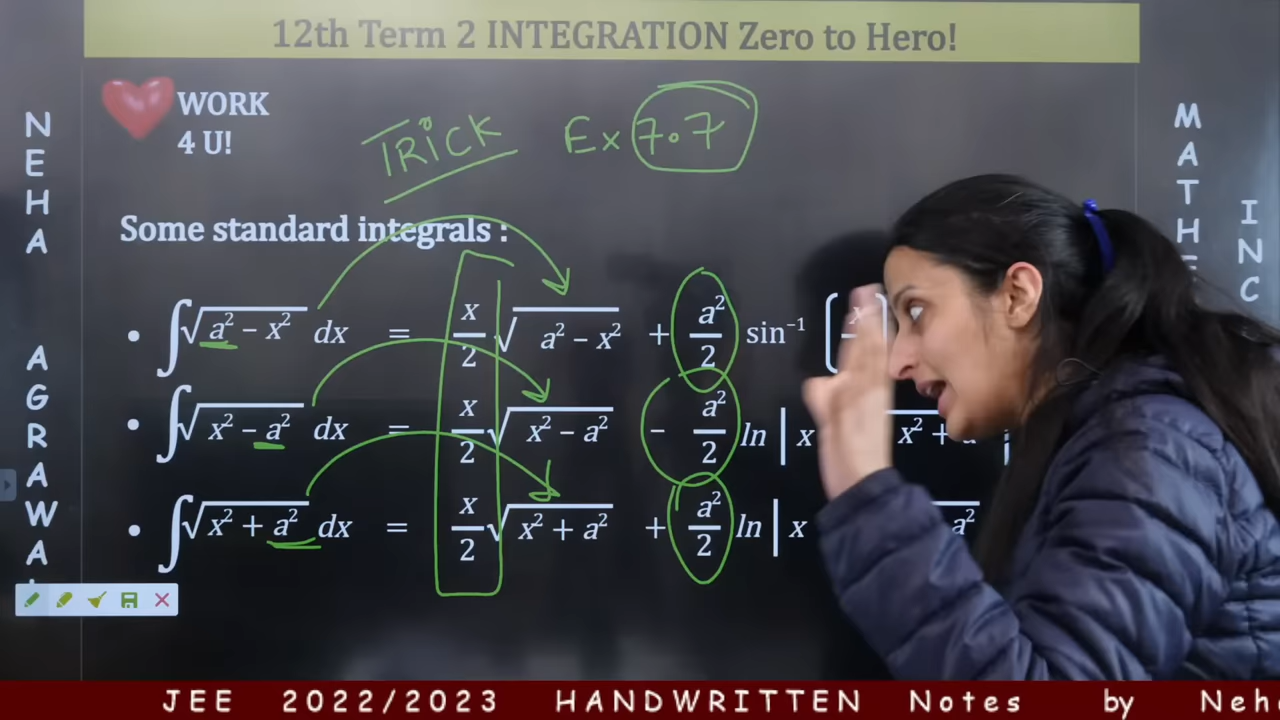 12th Term 2 INTEGRATION Zero to Hero!
WORK
4 U!
TRiCK Ex 7.7
Some standard integrals :
• ∫√(a² − x²) dx = x/2 √(a² − x²) + a²/2 sin⁻¹ (x
• ∫√(x² − a²) dx = x/2 √(x² − a²) − a²/2 ln | x x² +
• ∫√(x² + a²) dx = x/2 √(x² + a²) + a²/2 ln | x a²
NEHA
AGRAWA
MATHE
INC
JEE 2022/2023 HANDWRITTEN Notes by Neh